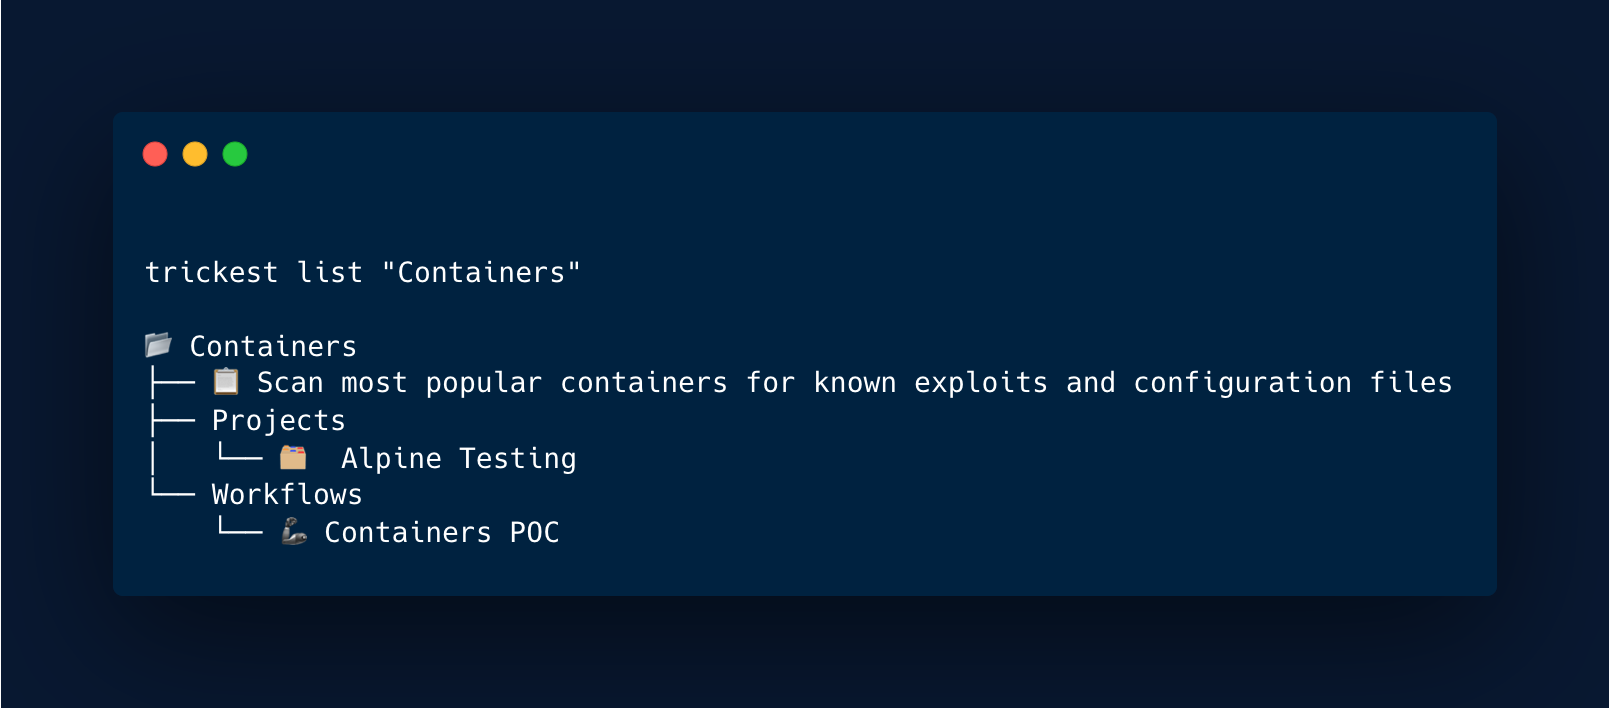 trickest list "Containers"
📂 Containers
├── 📋 Scan most popular containers for known exploits and configuration files
├── Projects
│   └── 🗂️  Alpine Testing
└── Workflows
    └── 🦾 Containers POC